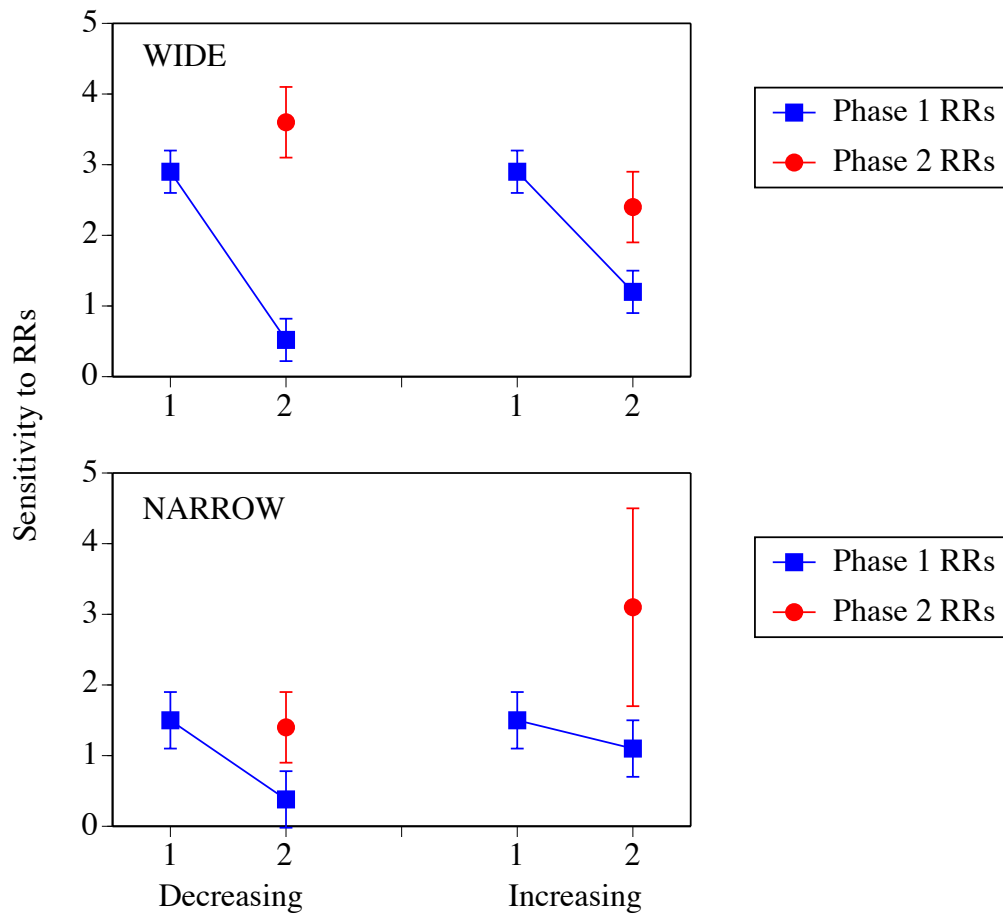 Sensitivity to RRs
5
WIDE
4
3
2
1
0
1
2
1
2
Phase 1 RRs
Phase 2 RRs
5
NARROW
4
3
2
1
0
1
2
1
2
Decreasing
Increasing
Phase 1 RRs
Phase 2 RRs